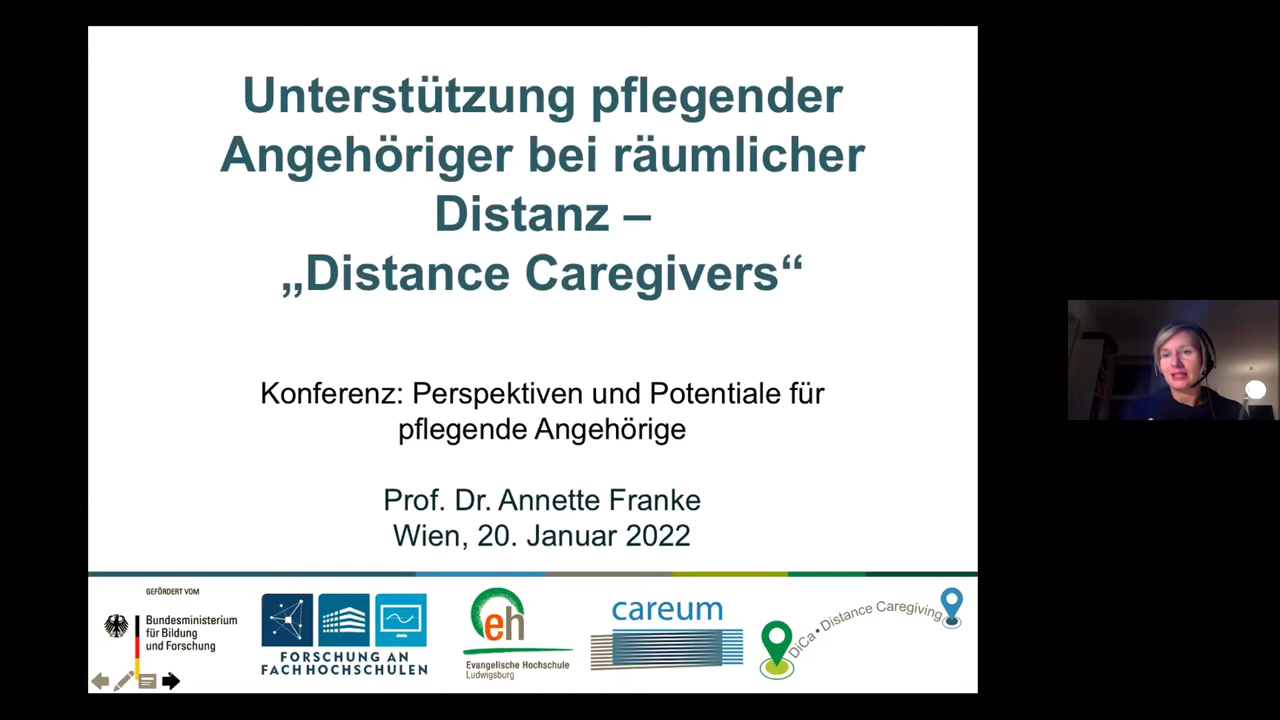 Unterstützung pflegender
Angehöriger bei räumlicher
Distanz –
„Distance Caregivers“
Konferenz: Perspektiven und Potentiale für
pflegende Angehörige
Prof. Dr. Annette Franke
Wien, 20. Januar 2022
GEFÖRDERT VOM
Bundesministerium
für Bildung
und Forschung
FORSCHUNG AN
FACHHOCHSCHULEN
eh
Evangelische Hochschule
Ludwigsburg
careum
DiCa • Distance Caregiving